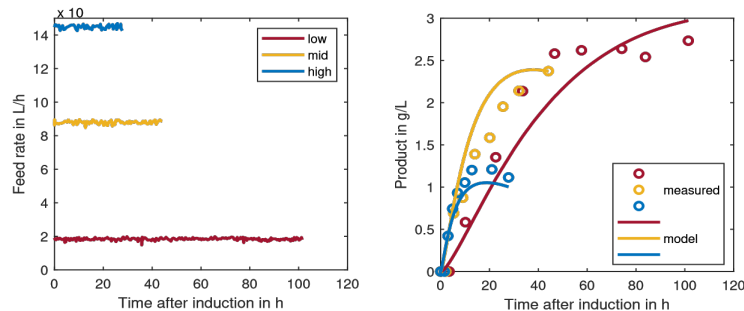 x 10
14
12
10
8
6
4
2
0
0
20
40
60
80
100
120
Feed rate in L/h
Time after induction in h
low
mid
high
3
2.5
2
1.5
1
0.5
0
0
20
40
60
80
100
120
Product in g/L
Time after induction in h
measured
model